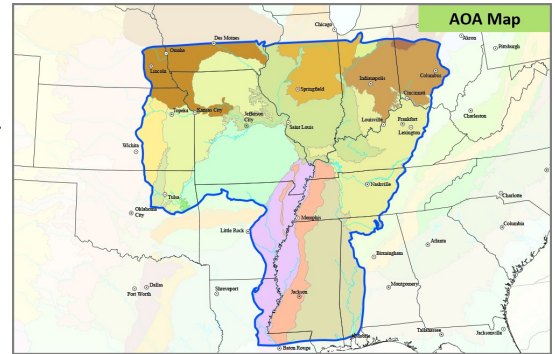 AOA Map
Chicago
Akron
Des Moines
Omaha
Pittsburgh
Lincoln
Indianapolis
Columbus
Springfield
Cincinnati
Topeka
Kansas City
Jefferson
City
Saint Louis
Louisville
Frankfort
Lexington
Charleston
Wichita
Tulsa
Nashville
Oklahoma
City
Charlotte
Memphis
Little Rock
Columbia
Atlanta
Birmingham
Dallas
Fort Worth
Shreveport
Jackson
Montgomery
Mobile
Tallahassee
Jacksonville
Baton Rouge